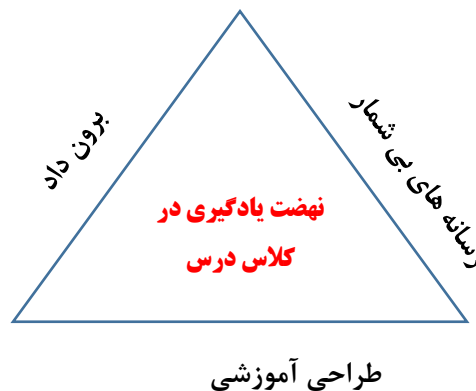 برون داد
رسانه های بی شمار
نهضت یادگیری در
کلاس درس
طراحی آموزشی